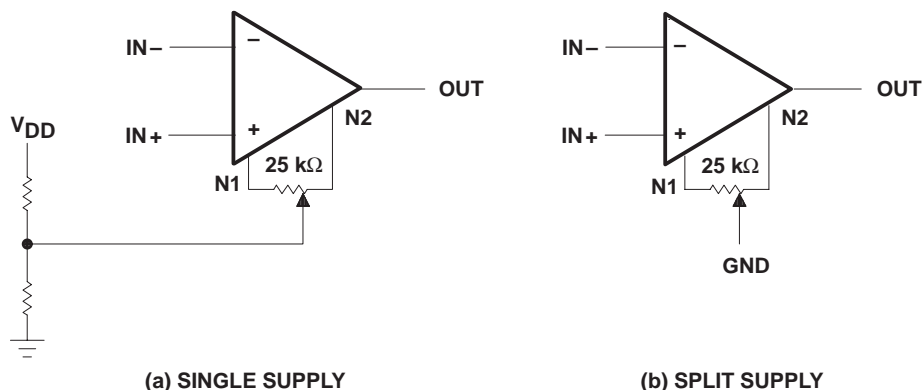 IN–
–
OUT
VDD
IN+
+
N2
25 kΩ
N1
(a) SINGLE SUPPLY
IN–
–
OUT
IN+
+
N2
25 kΩ
N1
GND
(b) SPLIT SUPPLY